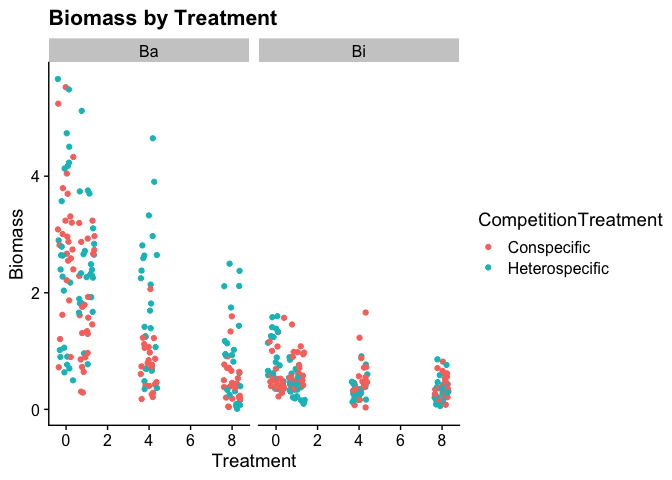 Biomass by Treatment
Ba
Bi
Biomass
4
2
0
0 2 4 6 8
0 2 4 6 8
Treatment
CompetitionTreatment
Conspecific
Heterospecific